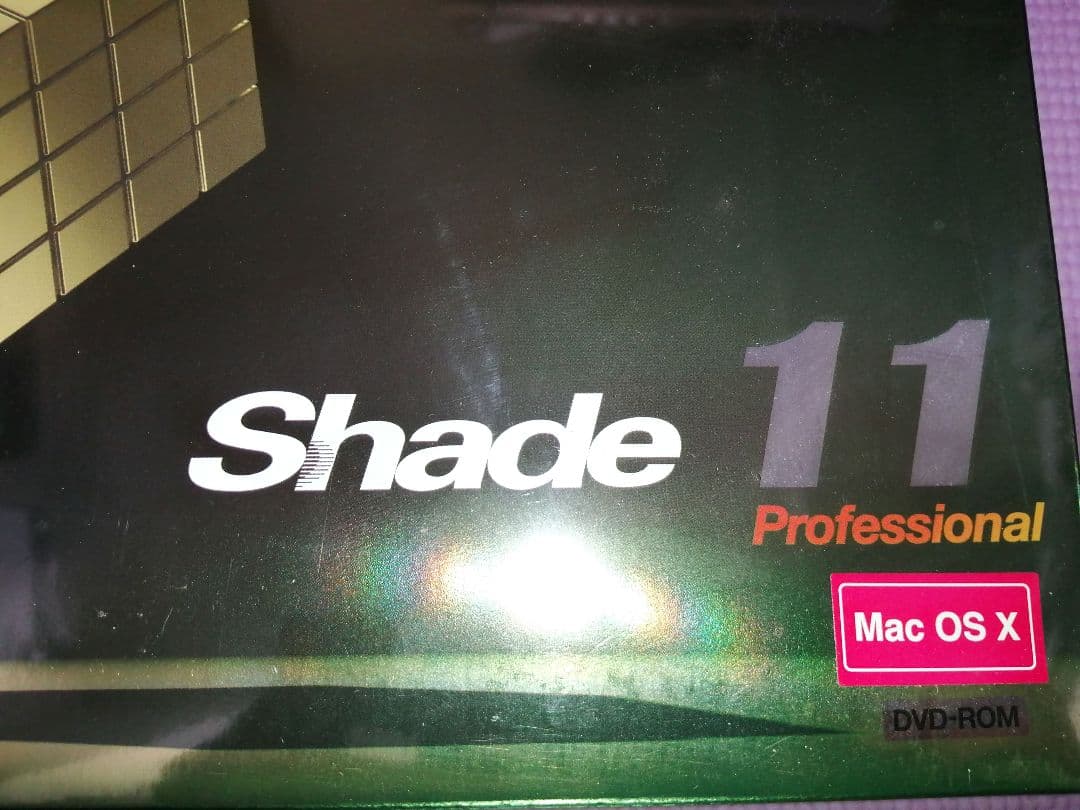 Shade 11
Professional
Mac OS X
DVD-ROM